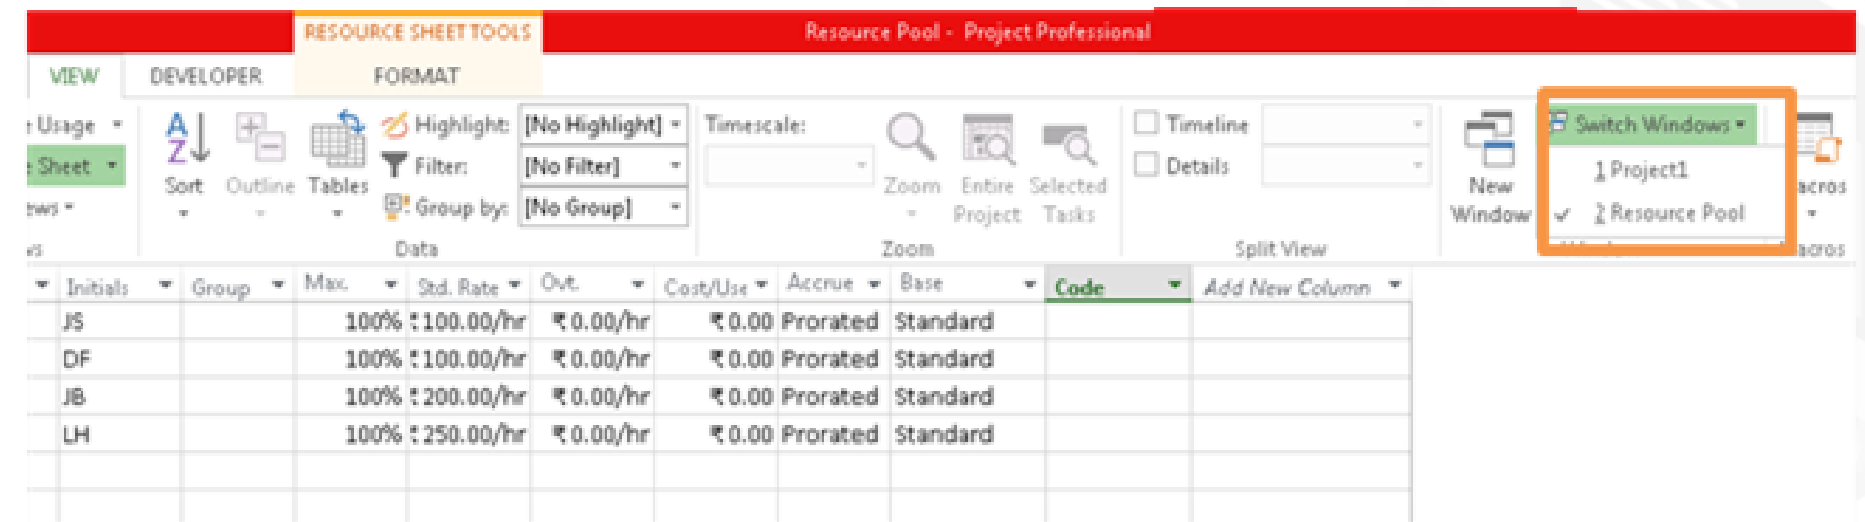 RESOURCE SHEET TOOLS Resource Pool - Project Professional
VIEW DEVELOPER FORMAT
Usage Highlight: [No Highlight] Timescale: Timeline Switch Windows
Sheet Filter: [No Filter] Details 1 Project1
Sort Outline Tables Group by: [No Group] Zoom Entire Project Selected Tasks New Window 2 Resource Pool acros
Data Zoom Split View acros
Initials Group Max. Std. Rate Ovt. Cost/Use Accrue Base Code Add New Column
JS 100% 100.00/hr ₹0.00/hr ₹0.00 Prorated Standard
DF 100% 100.00/hr ₹0.00/hr ₹0.00 Prorated Standard
JB 100% 200.00/hr ₹0.00/hr ₹0.00 Prorated Standard
LH 100% 250.00/hr ₹0.00/hr ₹0.00 Prorated Standard